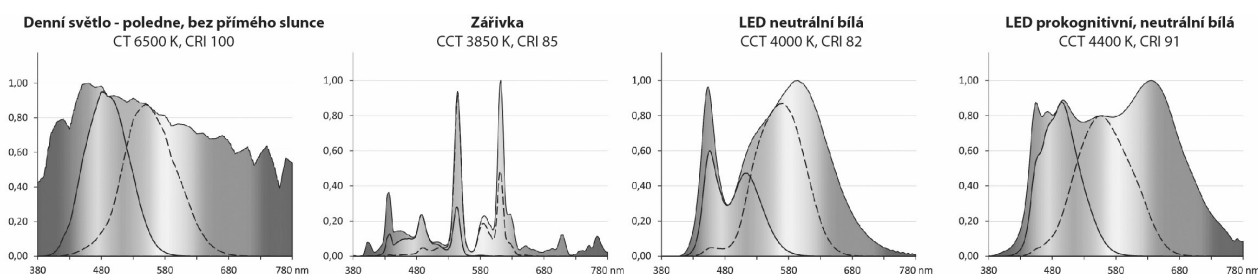 Denní světlo - poledne, bez přímého slunce
CT 6500 K, CRI 100
1,00
0,80
0,60
0,40
0,20
0,00
380 480 580 680 780 nm
Zářivka
CCT 3850 K, CRI 85
1,00
0,80
0,60
0,40
0,20
0,00
380 480 580 680 780 nm
LED neutrální bílá
CCT 4000 K, CRI 82
1,00
0,80
0,60
0,40
0,20
0,00
380 480 580 680 780 nm
LED prokognitivní, neutrální bílá
CCT 4400 K, CRI 91
1,00
0,80
0,60
0,40
0,20
0,00
380 480 580 680 780 nm